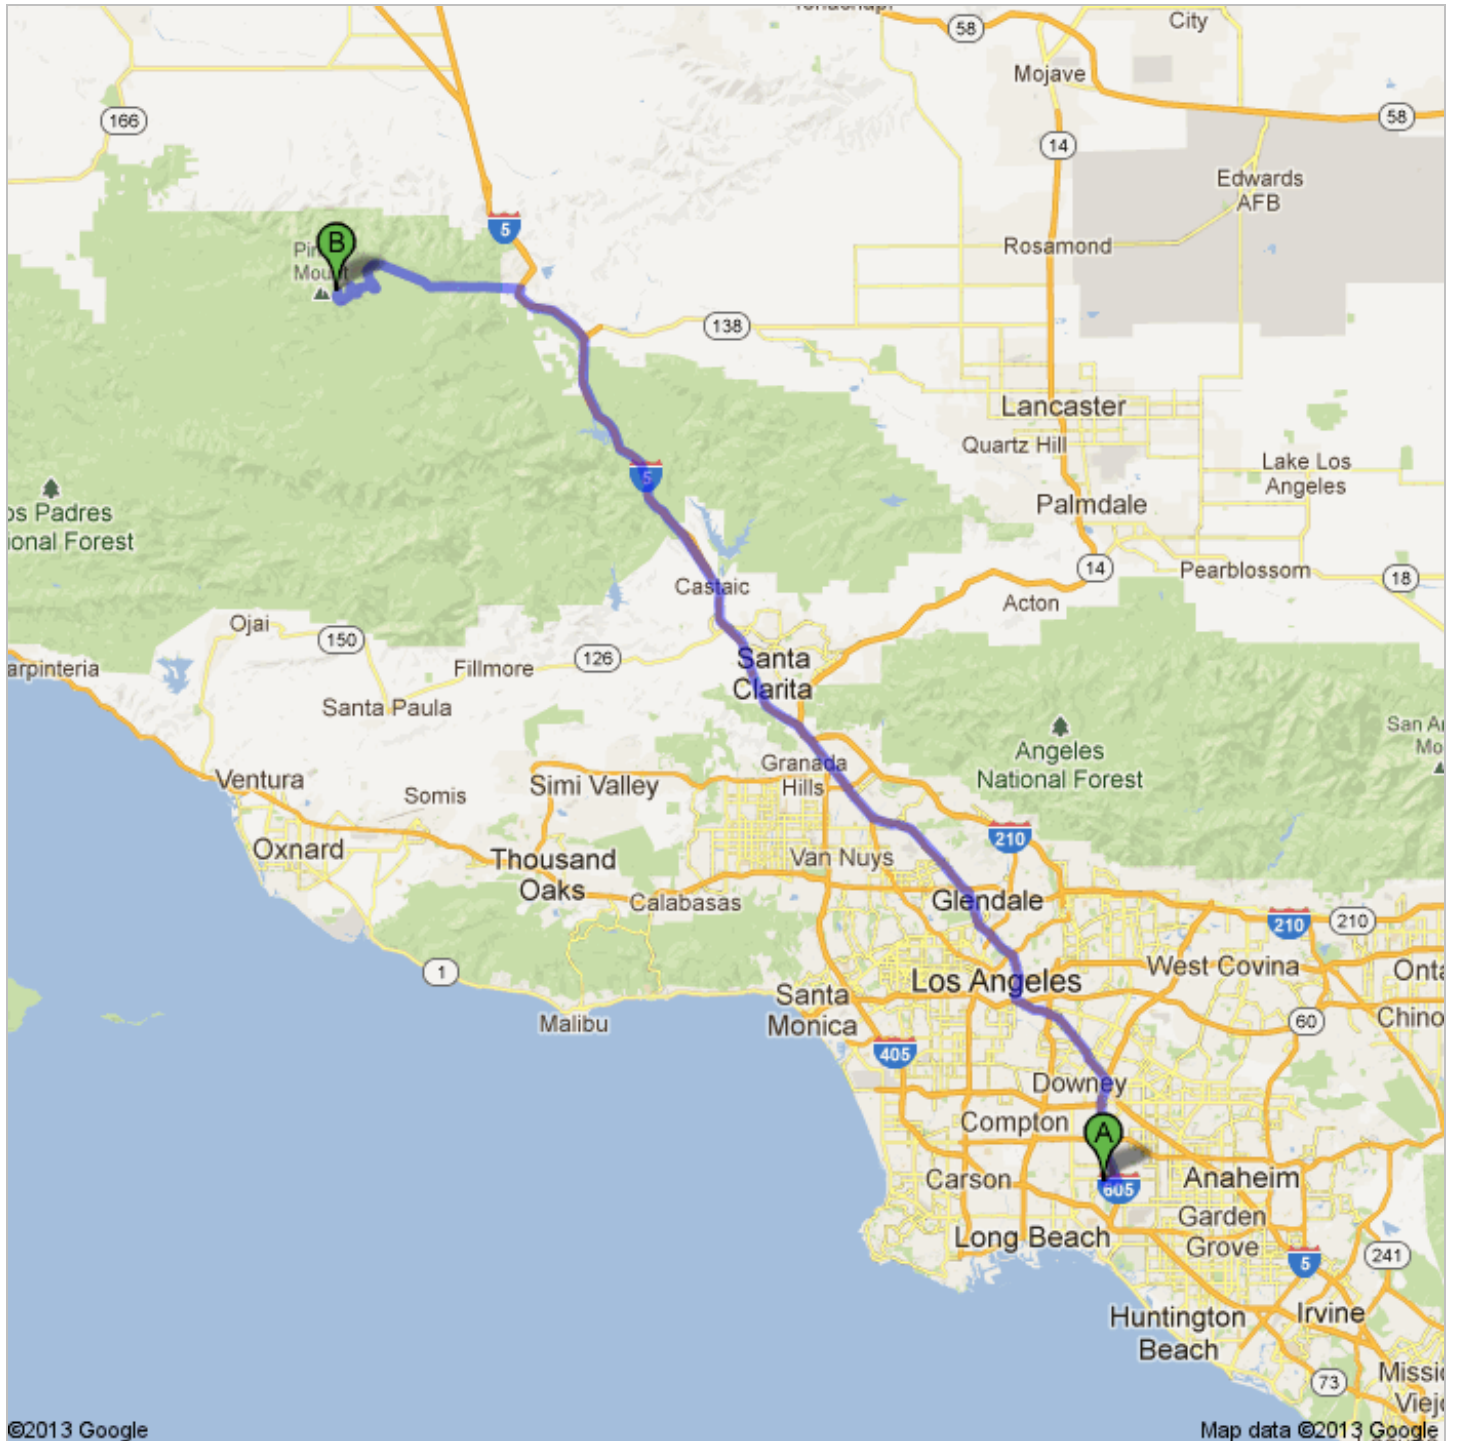 58
City
Mojave
166
58
14
Edwards
AFB
5
B
Rosamond
138
Lancaster
Quartz Hill
Lake Los
Angeles
5
Palmdale
os Padres
ional Forest
14
Pearblossom
18
Castaic
Acton
Ojai
150
126
Santa
Clarita
Fillmore
arpinteria
Santa Paula
Angeles
National Forest
San
Granada
Hills
Ventura
Simi Valley
Somis
210
Oxnard
Thousand
Oaks
Van Nuys
Calabasas
Glendale
210
210
1
West Covina
Los Angeles
Santa
Monica
Malibu
60
Chino
405
Downey
Compton
A
Carson
605
Anaheim
Garden
Grove
Long Beach
5
241
Huntington
Beach
Irvine
73
©2013 Google
Map data ©2013 Google